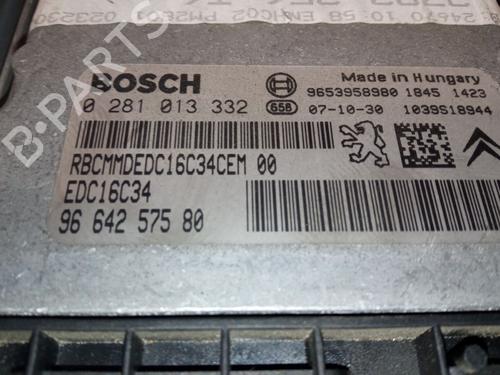 BOSCH
Made in Hungary
9653958980 1845 1423
0 281 013 332 658 07-10-30 1039S18944
RBCMMDEDC16C34CEM 00
EDC16C34
96 642 575 80
B-PARTS